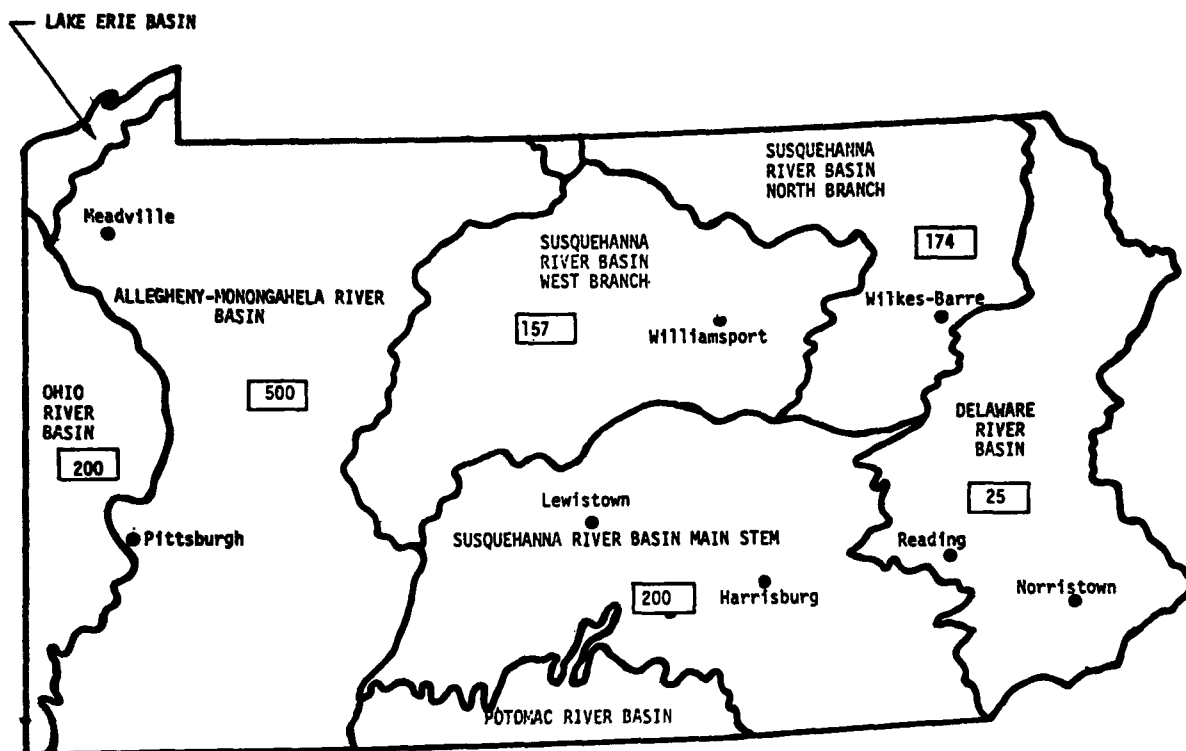 LAKE ERIE BASIN
SUSQUEHANNA
RIVER BASIN
NORTH BRANCH
174
Meadville
SUSQUEHANNA
RIVER BASIN
WEST BRANCH
157
ALLEGHENY-MONONGAHELA RIVER
BASIN
500
Wilkes-Barre
Williamsport
OHIO
RIVER
BASIN
200
DELAWARE
RIVER
BASIN
25
Lewistown
Pittsburgh
SUSQUEHANNA RIVER BASIN MAIN STEM
Reading
200
Harrisburg
Norristown
POTOMAC RIVER BASIN